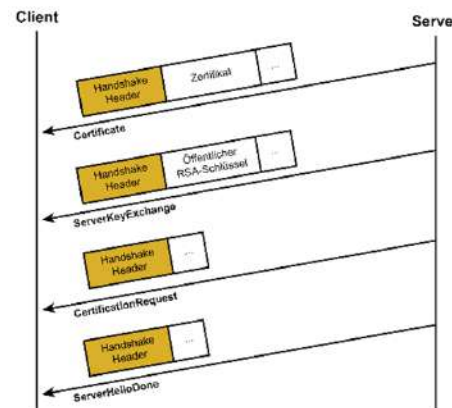 Client
Serve
Handshake
Header
Zertifikat
...
Certificate
Handshake
Header
Öffentlicher
RSA-Schlüssel
...
ServerKeyExchange
Handshake
Header
...
CertificationRequest
Handshake
Header
...
ServerHelloDone